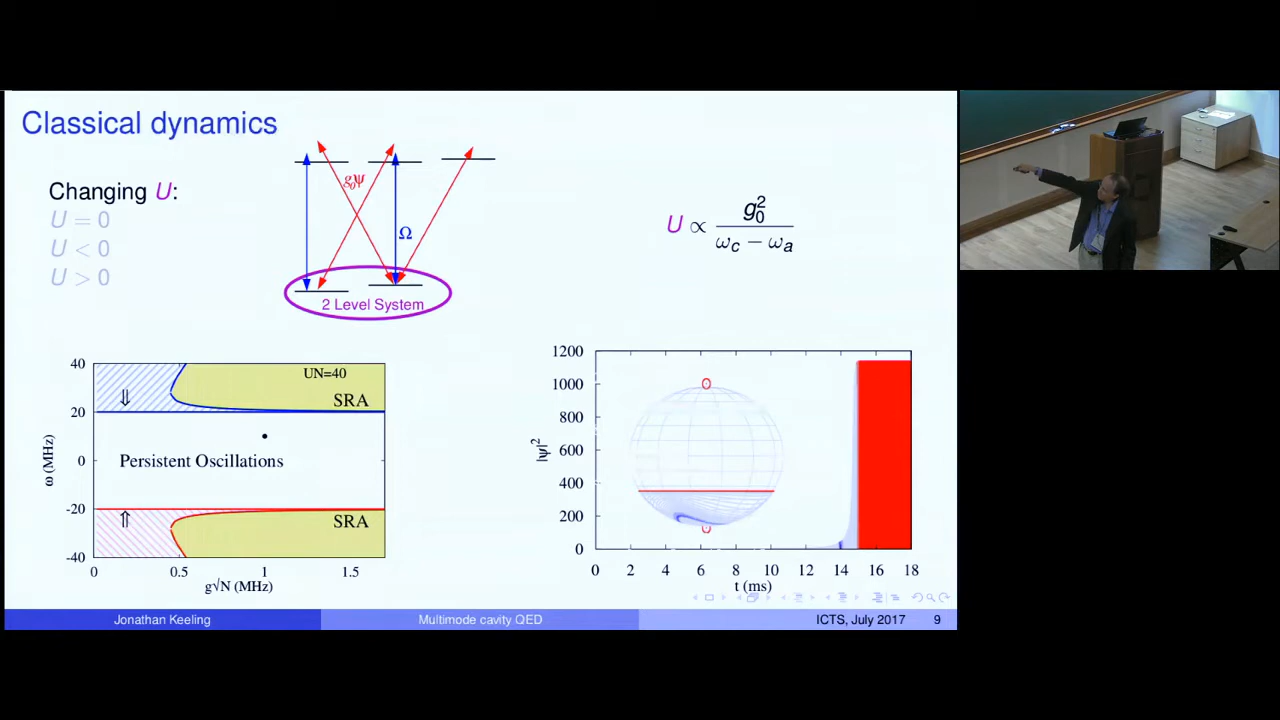 Classical dynamics
Changing U:
U = 0
U < 0
U > 0
g₀ψ
Ω
2 Level System
U ∝ g₀² / (ω_c − ω_a)
40
20
0
-20
-40
ω (MHz)
UN=40
SRA
⇓
Persistent Oscillations
⇑
SRA
0 0.5 1 1.5
g√N (MHz)
1200
1000
800
600
400
200
0
|ψ|²
0 2 4 6 8 10 12 14 16 18
t (ms)
Jonathan Keeling
Multimode cavity QED
ICTS, July 2017 9